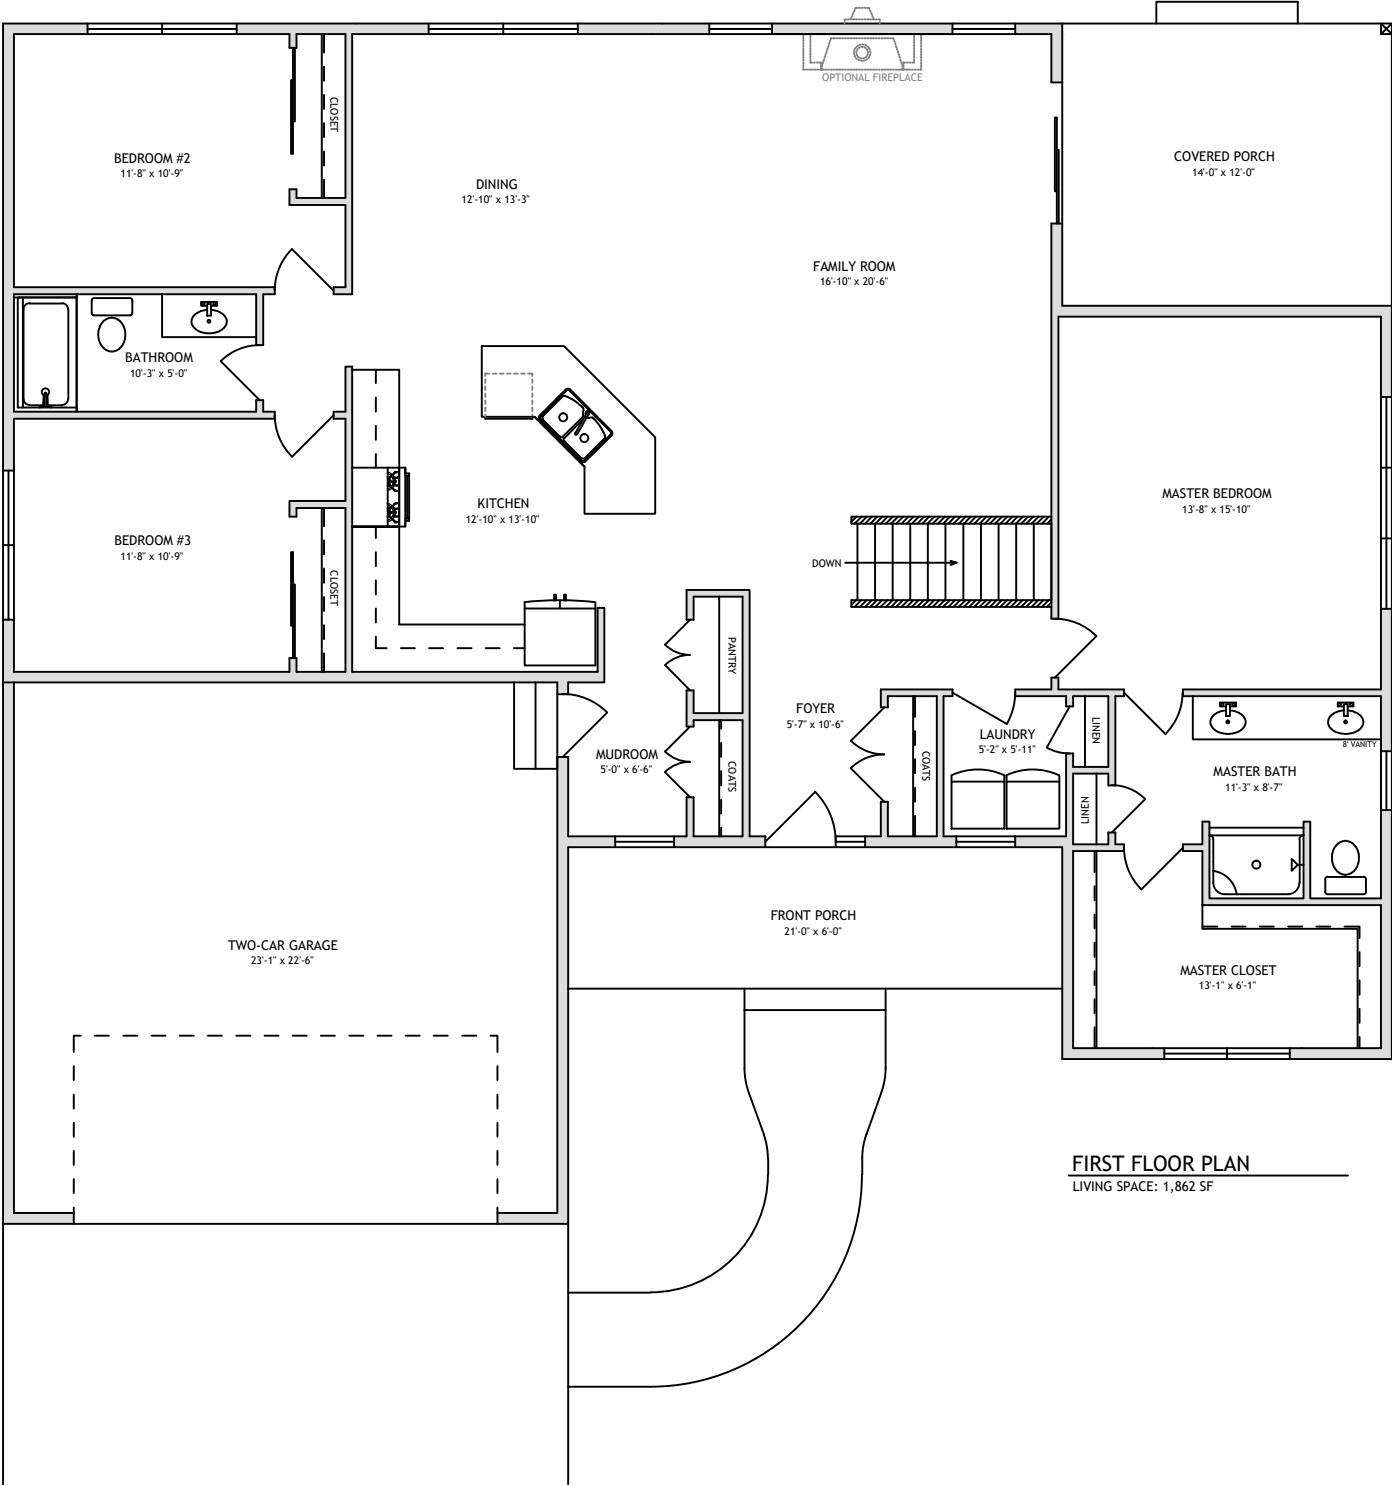 OPTIONAL FIREPLACE
CLOSET
BEDROOM #2
11'-8" x 10'-9"
COVERED PORCH
14'-0" x 12'-0"
DINING
12'-10" x 13'-3"
FAMILY ROOM
16'-10" x 20'-6"
BATHROOM
10'-3" x 5'-0"
KITCHEN
12'-10" x 13'-10"
MASTER BEDROOM
13'-8" x 15'-10"
BEDROOM #3
11'-8" x 10'-9"
CLOSET
DOWN
PANTRY
FOYER
5'-7" x 10'-6"
LAUNDRY
5'-2" x 5'-11"
LINEN
8' VANITY
MUDROOM
5'-0" x 6'-6"
COATS
COATS
MASTER BATH
11'-3" x 8'-7"
LINEN
FRONT PORCH
21'-0" x 6'-0"
TWO-CAR GARAGE
23'-1" x 22'-6"
MASTER CLOSET
13'-1" x 6'-1"
FIRST FLOOR PLAN
LIVING SPACE: 1,862 SF